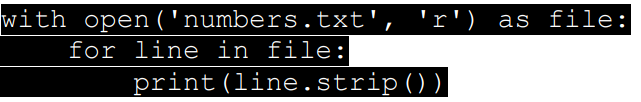 with open('numbers.txt', 'r') as file:
    for line in file:
        print(line.strip())